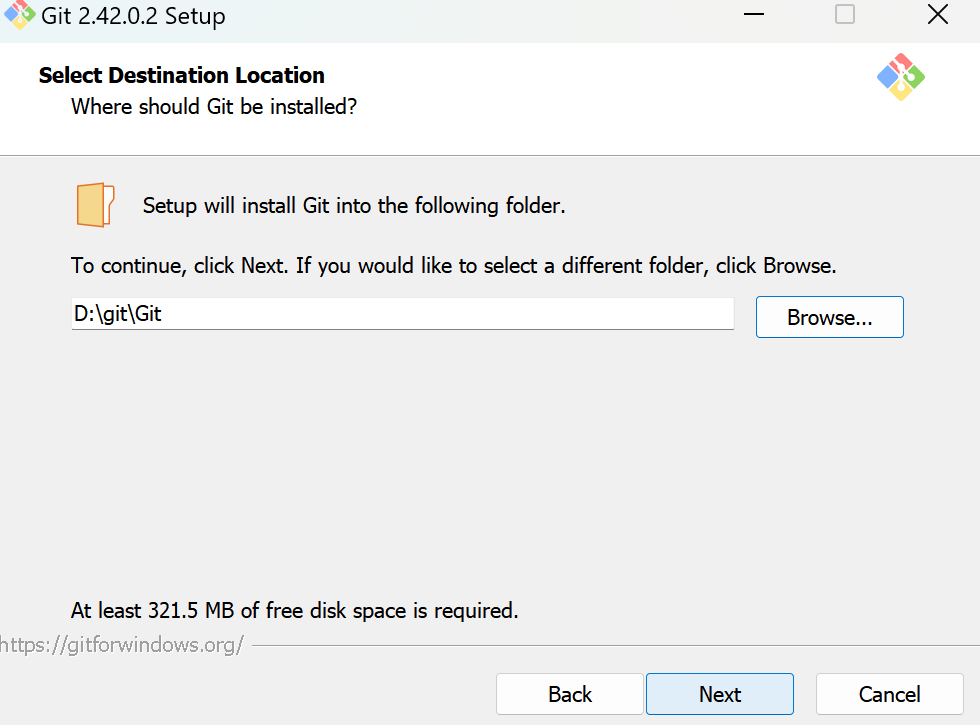 Git 2.42.0.2 Setup
Select Destination Location
Where should Git be installed?
Setup will install Git into the following folder.
To continue, click Next. If you would like to select a different folder, click Browse.
D:\git\Git
Browse...
At least 321.5 MB of free disk space is required.
https://gitforwindows.org/
Back
Next
Cancel